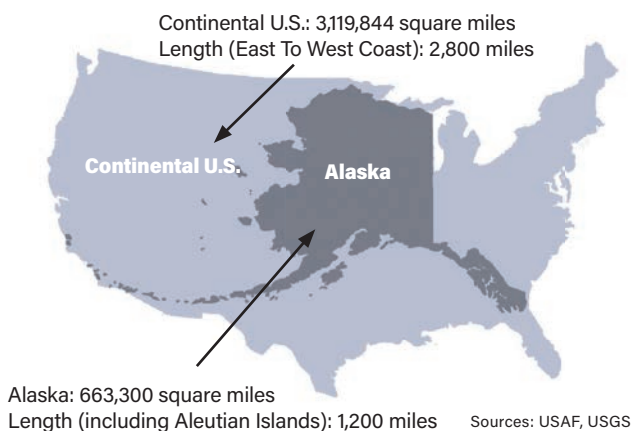 Continental U.S.: 3,119,844 square miles
Length (East To West Coast): 2,800 miles
Continental U.S.
Alaska
Alaska: 663,300 square miles
Length (including Aleutian Islands): 1,200 miles
Sources: USAF, USGS